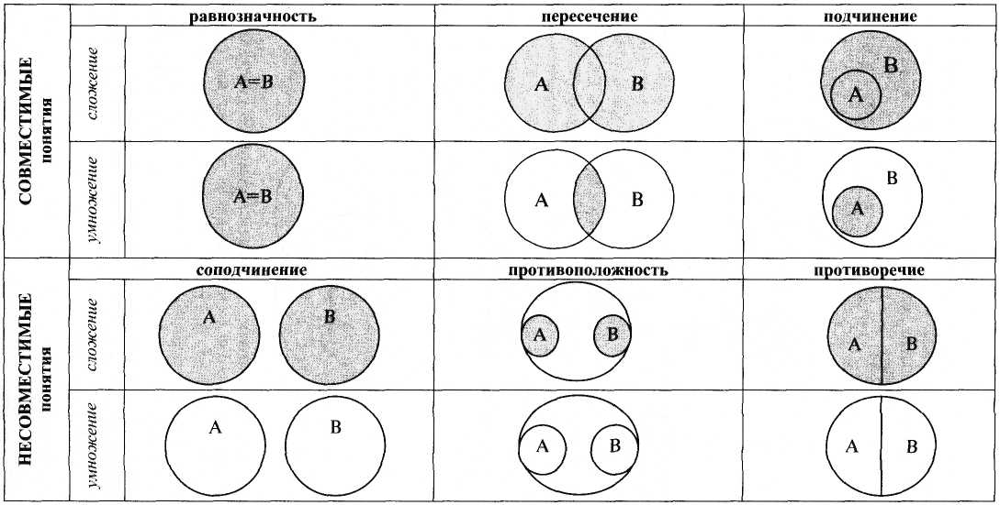 равнозначность
пересечение
подчинение
СОВМЕСТИМЫЕ
понятия
сложение
A=B
A
B
B
A
умножение
A=B
A
B
B
A
соподчинение
противоположность
противоречие
НЕСОВМЕСТИМЫЕ
понятия
сложение
A
B
A
B
A
B
умножение
A
B
A
B
A
B